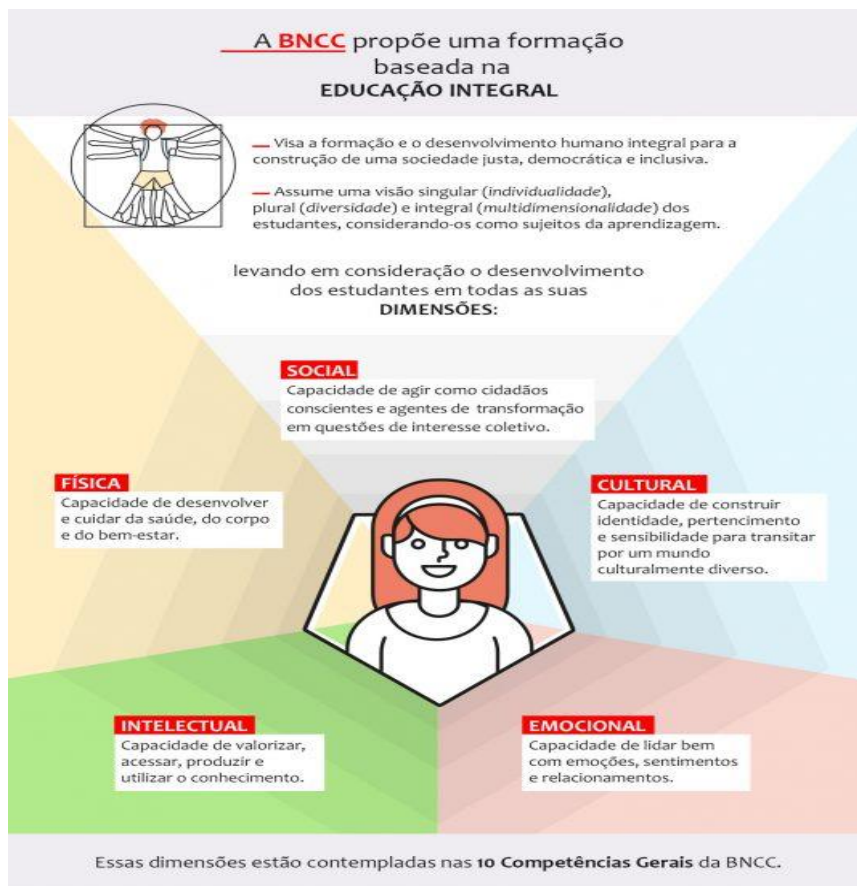 A BNCC propõe uma formação
baseada na
EDUCAÇÃO INTEGRAL
Visa a formação e o desenvolvimento humano integral para a
construção de uma sociedade justa, democrática e inclusiva.
Assume uma visão singular (individualidade),
plural (diversidade) e integral (multidimensionalidade) dos
estudantes, considerando-os como sujeitos da aprendizagem.
levando em consideração o desenvolvimento
dos estudantes em todas as suas
DIMENSÕES:
SOCIAL
Capacidade de agir como cidadãos
conscientes e agentes de transformação
em questões de interesse coletivo.
FÍSICA
Capacidade de desenvolver
e cuidar da saúde, do corpo
e do bem-estar.
CULTURAL
Capacidade de construir
identidade, pertencimento
e sensibilidade para transitar
por um mundo
culturalmente diverso.
INTELECTUAL
Capacidade de valorizar,
acessar, produzir e
utilizar o conhecimento.
EMOCIONAL
Capacidade de lidar bem
com emoções, sentimentos
e relacionamentos.
Essas dimensões estão contempladas nas 10 Competências Gerais da BNCC.